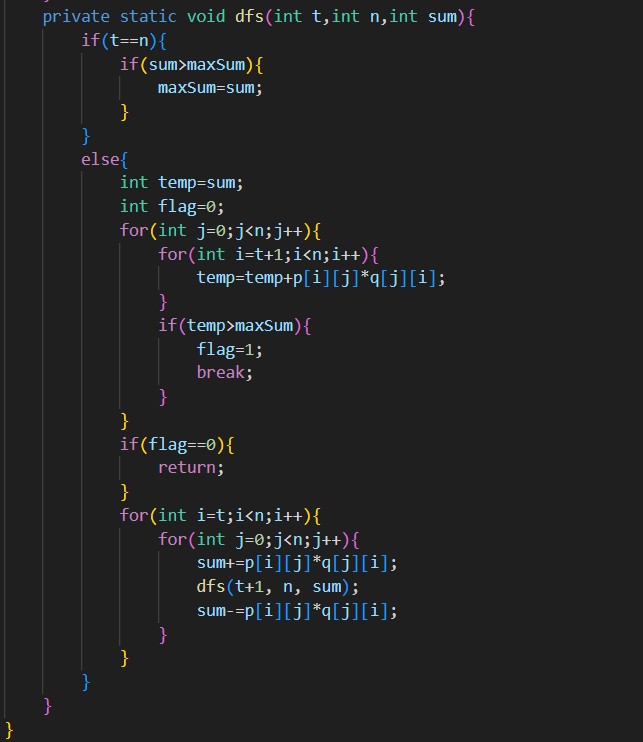 private static void dfs(int t,int n,int sum){
if(t==n){
if(sum>maxSum){
maxSum=sum;
}
}
else{
int temp=sum;
int flag=0;
for(int j=0;j<n;j++){
for(int i=t+1;i<n;i++){
temp=temp+p[i][j]*q[j][i];
}
if(temp>maxSum){
flag=1;
break;
}
}
if(flag==0){
return;
}
for(int i=t;i<n;i++){
for(int j=0;j<n;j++){
sum+=p[i][j]*q[j][i];
dfs(t+1, n, sum);
sum-=p[i][j]*q[j][i];
}
}
}
}
}